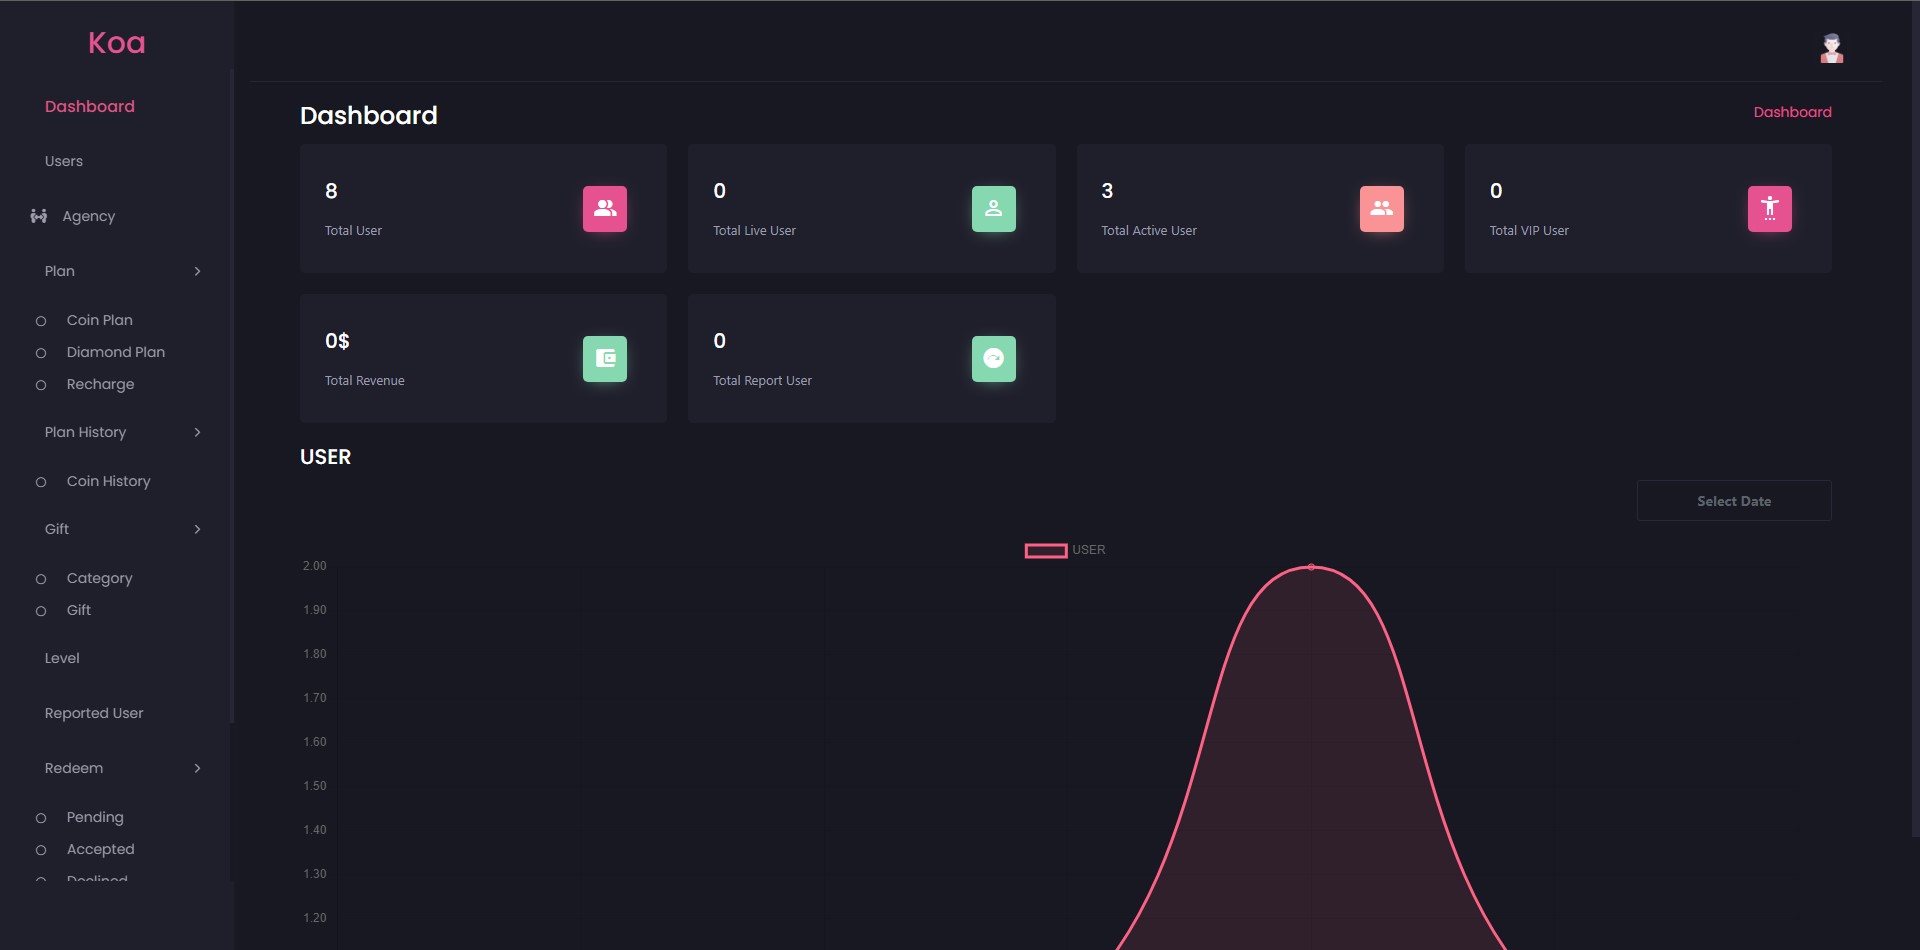 Koa
Dashboard
Users
Agency
Plan
Coin Plan
Diamond Plan
Recharge
Plan History
Coin History
Gift
Category
Gift
Level
Reported User
Redeem
Pending
Accepted
Declined
Dashboard
Dashboard
8
Total User
0
Total Live User
3
Total Active User
0
Total VIP User
0$
Total Revenue
0
Total Report User
USER
Select Date
USER
2.00
1.90
1.80
1.70
1.60
1.50
1.40
1.30
1.20